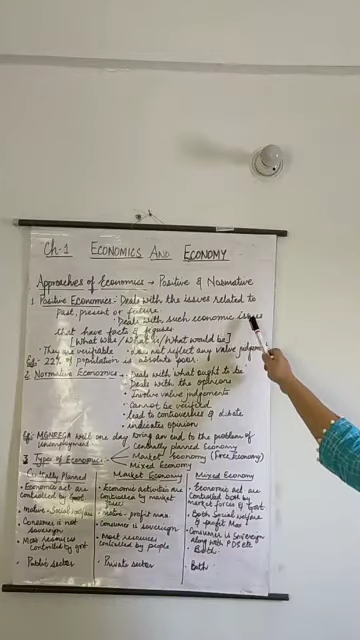 Ch-1 ECONOMICS AND ECONOMY
Approaches of Economics → Positive & Normative
1. Positive Economics:- Deals with the issues related to
past, present or future
· Deals with such economic issues
that have facts & figures
[What was/What is/What would be]
· They are verifiable · does not reflect any value judgement
Eg:- 22% of population is absolute poor
2. Normative Economics - · Deals with what ought to be
· Deals with the opinions
· Involve value judgements
· Cannot be verified
· Lead to controversies & debate
· indicates opinion
Eg: MGNREGA will one day bring an end to the problem of
unemployment
3. Types of Economies Centrally planned economy
Market Economy (Free Economy)
Mixed Economy
Centrally Planned
· Economic act are
controlled by Govt
· motive - Social welfare
· Consumer is not
sovereign
· Most resources
controlled by govt
· Public sector
Market Economy
· Economic activities are
controlled by market
forces
· motive - profit max.
· Consumer is sovereign
· Most resources
controlled by people
· Private sector
Mixed Economy
· Economic act are
controlled both by
market forces & Govt
· Both Social welfare
& profit Max
· Consumer is Sovereign
along with PDS etc
· Both
· Both